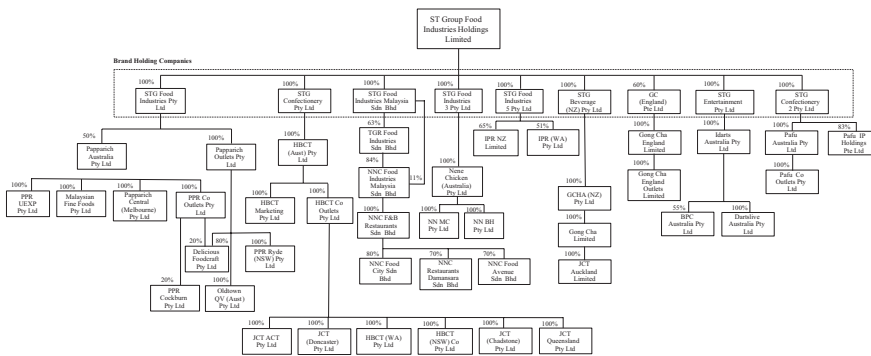 ST Group Food
Industries Holdings
Limited
Brand Holding Companies
100%
100%
100%
100%
100%
100%
60%
100%
100%
STG Food
Industries Pty
Ltd
STG
Confectionery
Pty Ltd
STG Food
Industries Malaysia
Sdn Bhd
STG Food
Industries
3 Pty Ltd
STG Food
Industries
5 Pty Ltd
STG
Beverage
(NZ) Pty Ltd
GC
(England)
Pte Ltd
STG
Entertainment
Pty Ltd
STG
Confectionery
2 Pty Ltd
50%
Papparich
Australia
Pty Ltd
100%
Papparich
Outlets Pty
Ltd
100%
HBCT
(Aust) Pty
Ltd
63%
TGR Food
Industries
Sdn Bhd
65%
IPR NZ
Limited
51%
IPR (WA)
Pty Ltd
100%
Gong Cha
England
Limited
100%
Idarts
Australia Pty
Ltd
100%
Pafu
Australia Pty
Ltd
83%
Pafu IP
Holdings
Pte Ltd
84%
NNC Food
Industries
Malaysia
Sdn Bhd
11%
100%
Nene
Chicken
(Australia)
Pty Ltd
100%
Gong Cha
England
Outlets Limited
100%
Pafu Co
Outlets Pty
Ltd
100%
PPR
UEXP
Pty Ltd
100%
Malaysian
Fine Foods
Pty Ltd
100%
Papparich
Central
(Melbourne)
Pty Ltd
100%
PPR Co
Outlets Pty
Ltd
100%
HBCT
Marketing
Pty Ltd
100%
HBCT Co
Outlets Pty
Ltd
100%
NNC F&B
Restaurants
Sdn Bhd
100%
NN MC
Pty Ltd
100%
NN BH
Pty Ltd
100%
GCHA (NZ)
Pty Ltd
55%
BPC
Australia Pty
Ltd
100%
Dartslive
Australia Pty
Ltd
20%
80%
Delicious
Foodcraft
Pty Ltd
100%
PPR Ryde
(NSW) Pty
Ltd
100%
Gong Cha
Limited
80%
NNC Food
City Sdn
Bhd
70%
NNC
Restaurants
Damansara
Sdn Bhd
70%
NNC Food
Avenue
Sdn Bhd
100%
JCT
Auckland
Limited
20%
PPR
Cockburn
Pty Ltd
100%
Oldtown
QV (Aust)
Pty Ltd
100%
JCT ACT
Pty Ltd
100%
JCT
(Doncaster)
Pty Ltd
100%
HBCT (WA)
Pty Ltd
100%
HBCT
(NSW) Co
Pty Ltd
100%
JCT
(Chadstone)
Pty Ltd
100%
JCT
Queensland
Pty Ltd